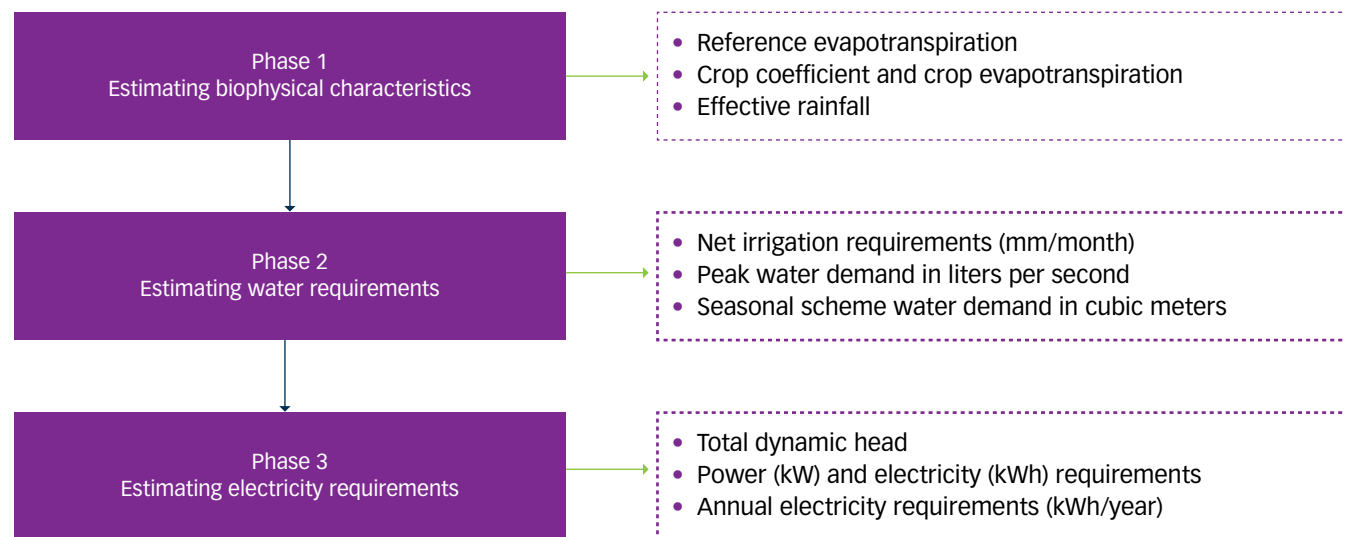 Phase 1
Estimating biophysical characteristics
• Reference evapotranspiration
• Crop coefficient and crop evapotranspiration
• Effective rainfall
Phase 2
Estimating water requirements
• Net irrigation requirements (mm/month)
• Peak water demand in liters per second
• Seasonal scheme water demand in cubic meters
Phase 3
Estimating electricity requirements
• Total dynamic head
• Power (kW) and electricity (kWh) requirements
• Annual electricity requirements (kWh/year)